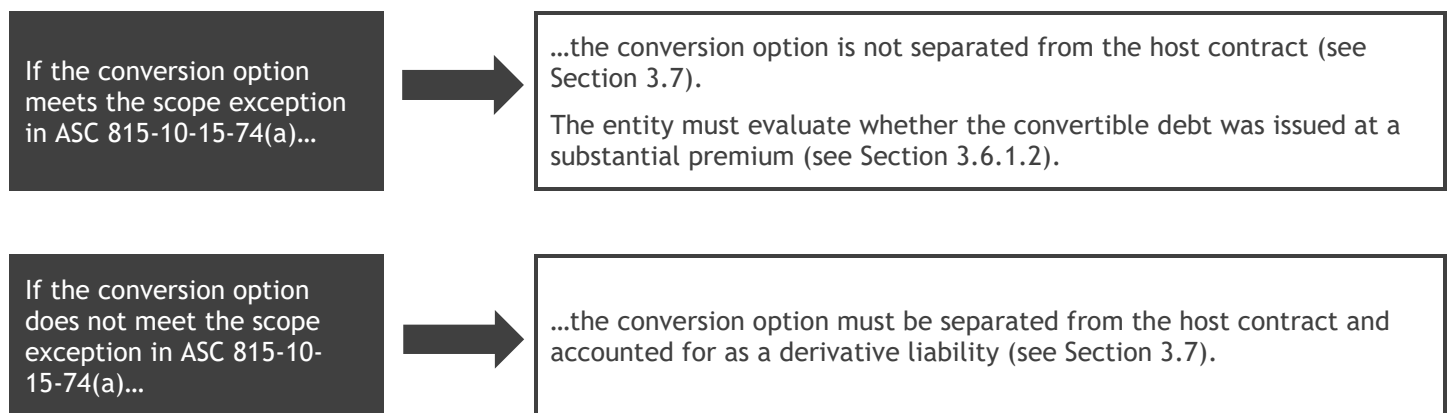 If the conversion option
meets the scope exception
in ASC 815-10-15-74(a)…
…the conversion option is not separated from the host contract (see
Section 3.7).
The entity must evaluate whether the convertible debt was issued at a
substantial premium (see Section 3.6.1.2).
If the conversion option
does not meet the scope
exception in ASC 815-10-
15-74(a)…
…the conversion option must be separated from the host contract and
accounted for as a derivative liability (see Section 3.7).